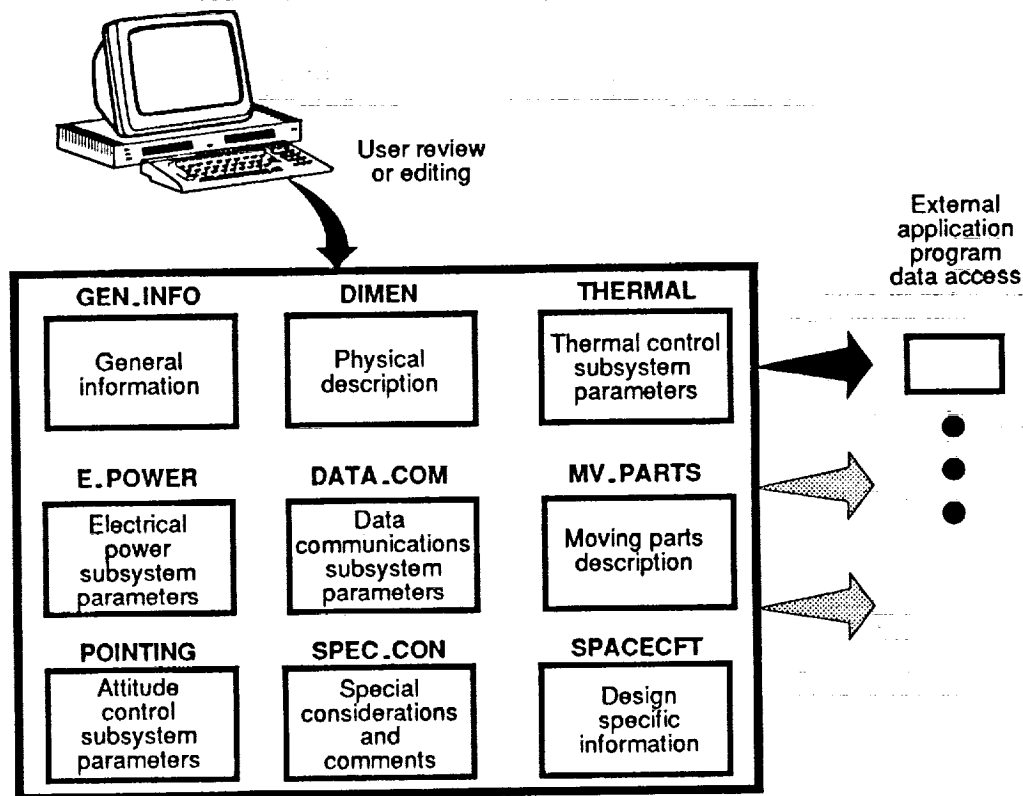 User review
or editing
External
application
program
data access
GEN_INFO
General
information
DIMEN
Physical
description
THERMAL
Thermal control
subsystem
parameters
E_POWER
Electrical
power
subsystem
parameters
DATA_COM
Data
communications
subsystem
parameters
MV_PARTS
Moving parts
description
POINTING
Attitude
control
subsystem
parameters
SPEC_CON
Special
considerations
and
comments
SPACECFT
Design
specific
information